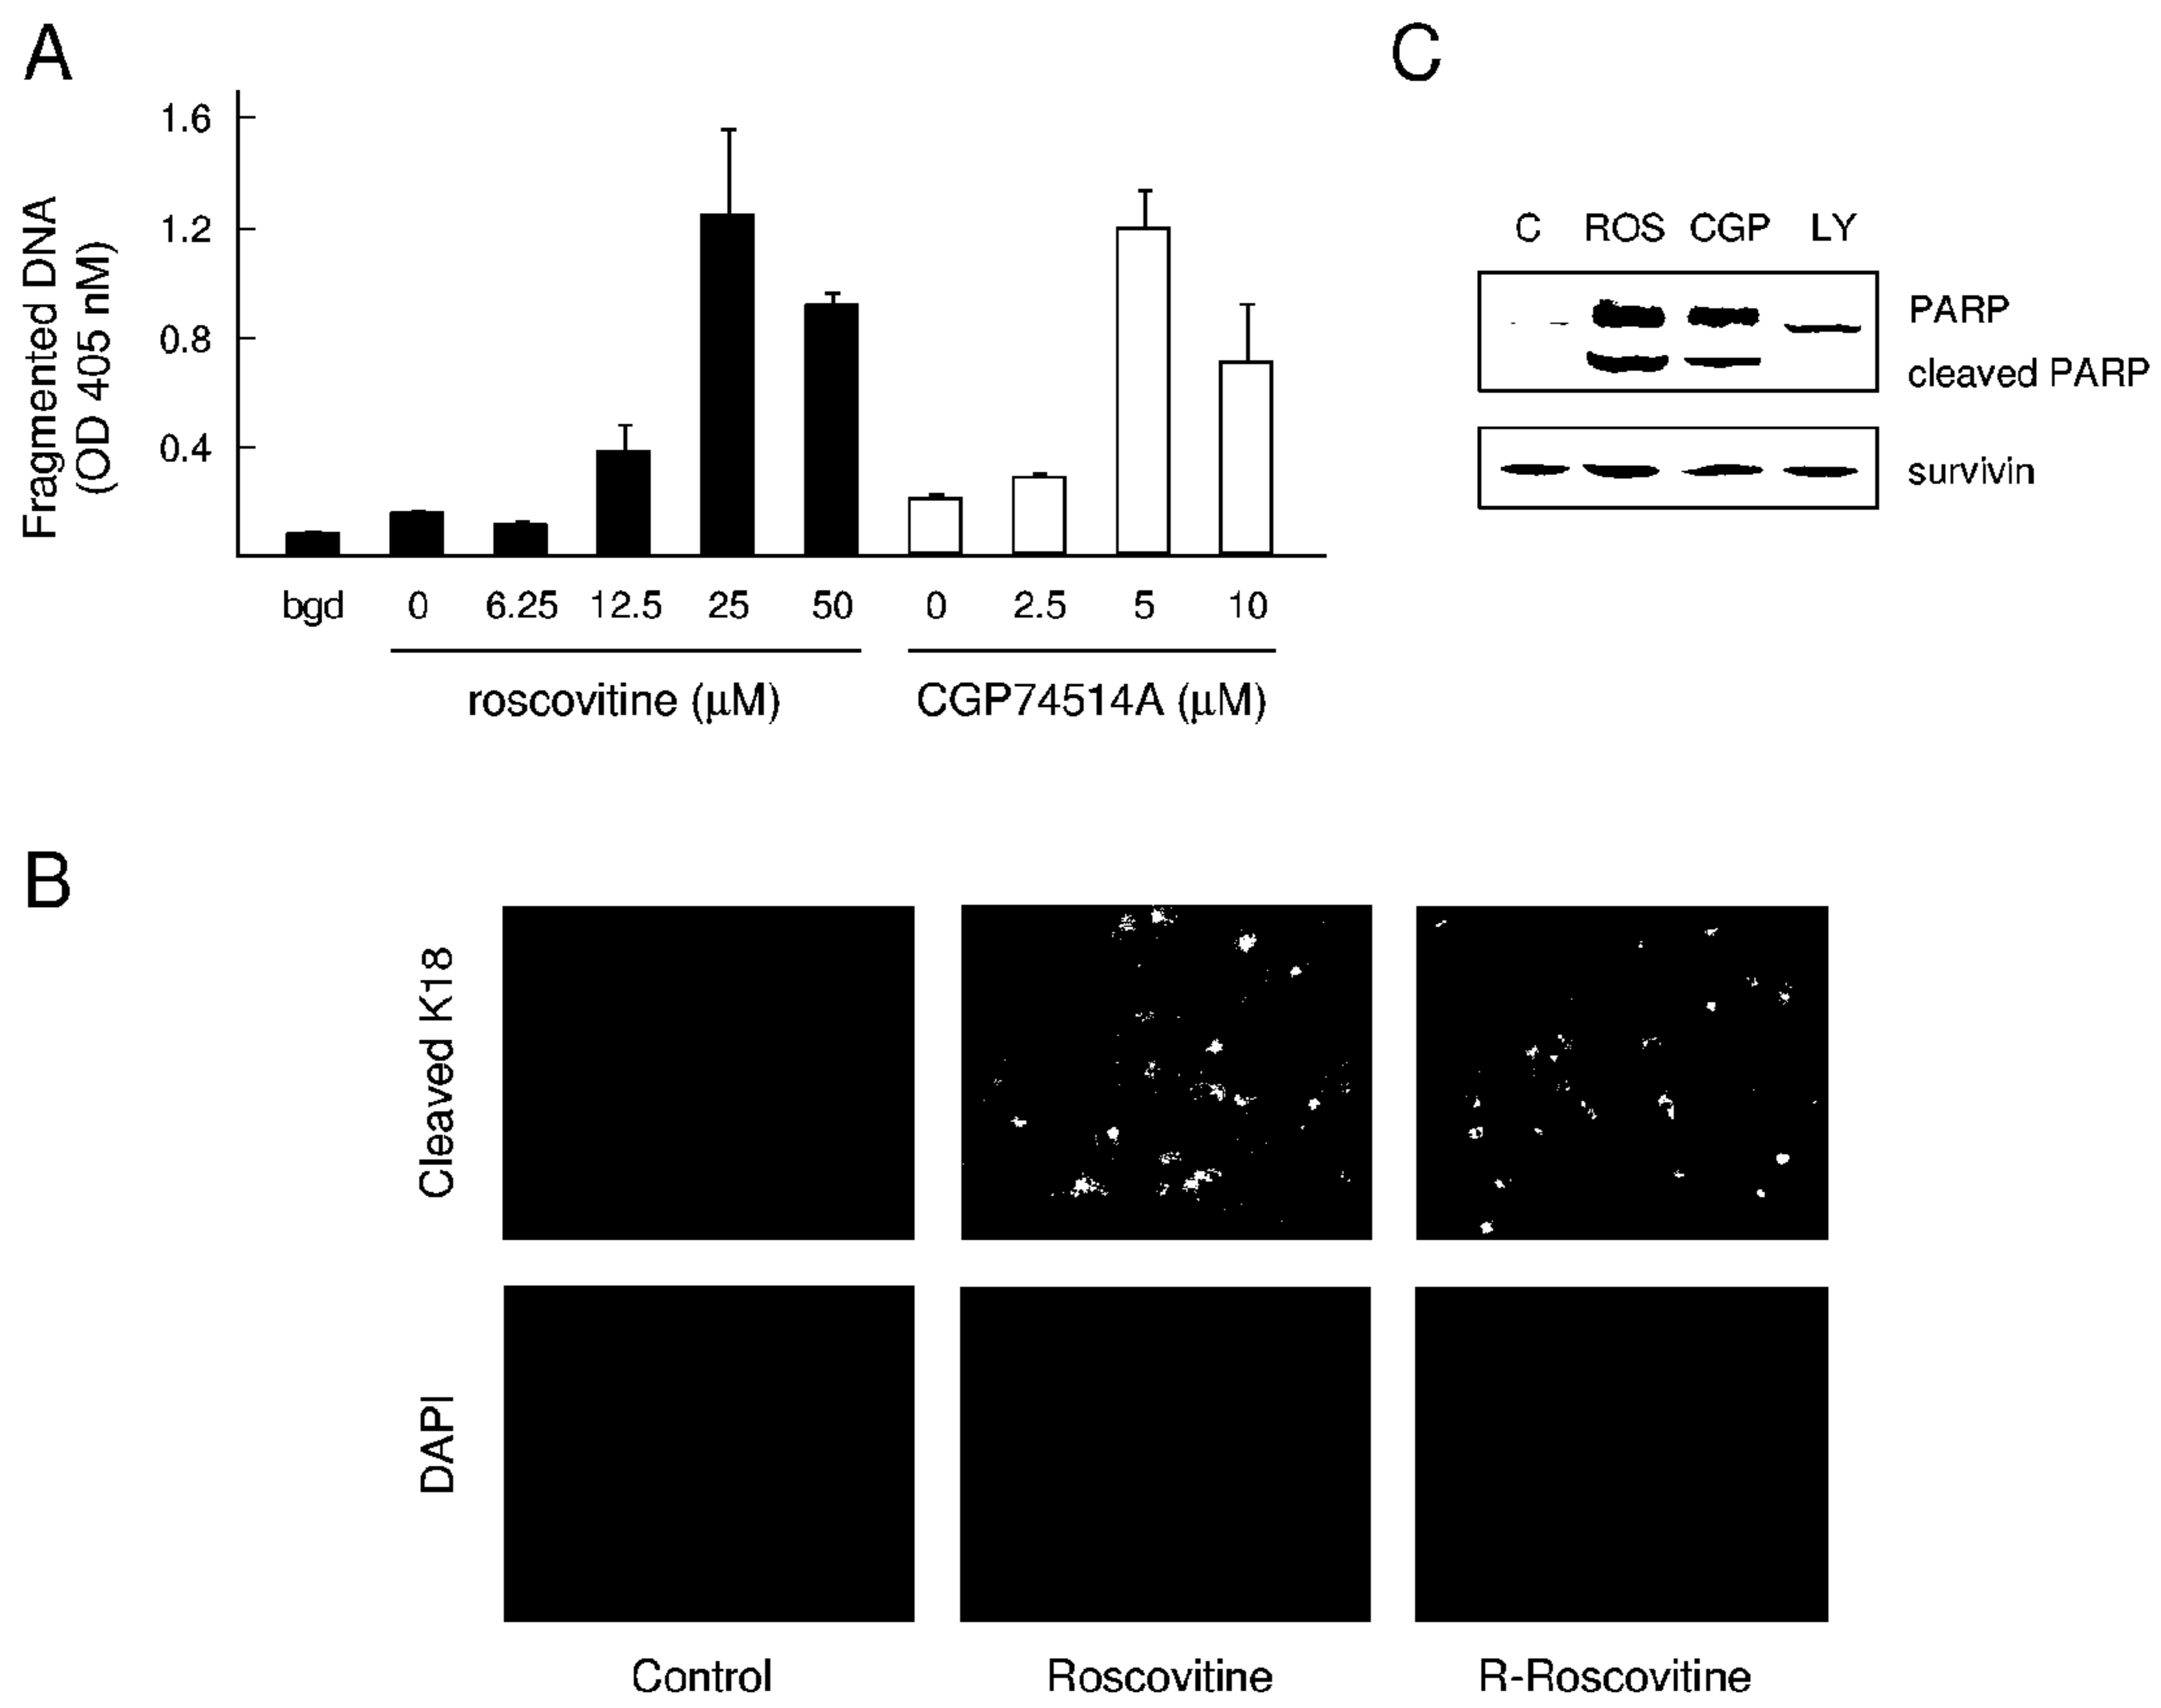 A
1.6
1.2
0.8
0.4
Fragmented DNA
(OD 405 nM)
bgd 0 6.25 12.5 25 50 0 2.5 5 10
roscovitine (μM) CGP74514A (μM)
C
C ROS CGP LY
PARP
cleaved PARP
survivin
B
Cleaved K18
DAPI
Control Roscovitine R-Roscovitine